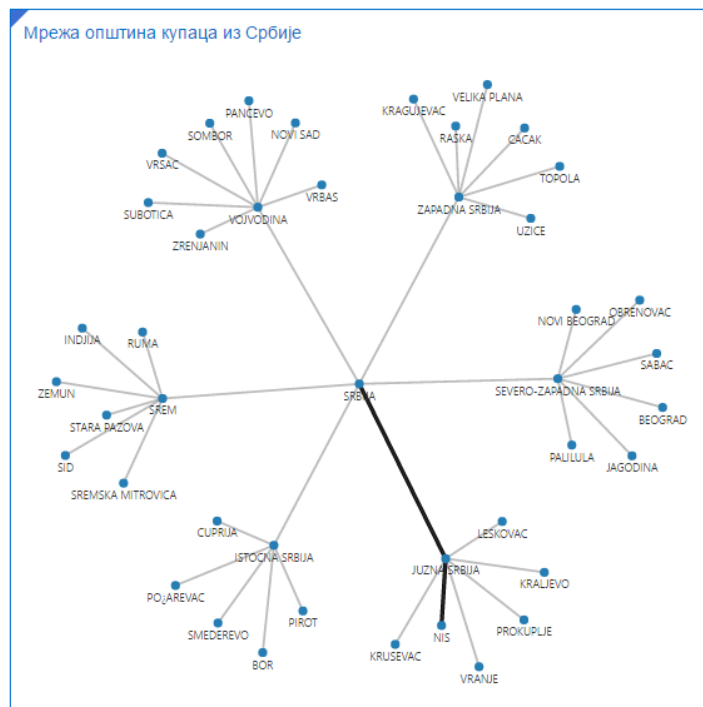 Мрежа општина купаца из Србије
VELIKA PLANA
KRAGUJEVAC
PANCEVO
SOMBOR
NOVI SAD
RASKA
CACAK
VRSAC
TOPOLA
VRBAS
SUBOTICA
VOJVODINA
ZAPADNA SRBIJA
UZICE
ZRENJANIN
OBRENOVAC
NOVI BEOGRAD
INDJIJA
RUMA
SABAC
ZEMUN
SREM
SRBIJA
SEVERO-ZAPADNA SRBIJA
STARA PAZOVA
BEOGRAD
PALILULA
SID
JAGODINA
SREMSKA MITROVICA
CUPRIJA
LESKOVAC
ISTOCNA SRBIJA
JUZNA SRBIJA
KRALJEVO
PO¿AREVAC
PIROT
SMEDEREVO
NIS
PROKUPLJE
KRUSEVAC
BOR
VRANJE